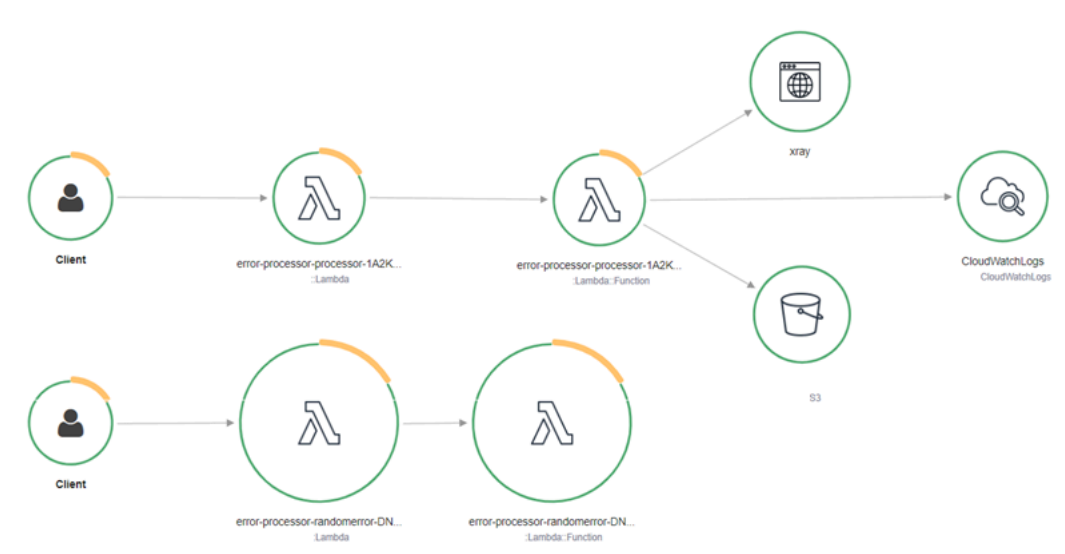 xray
Client
error-processor-processor-1A2K...
::Lambda
error-processor-processor-1A2K...
:Lambda::Function
CloudWatchLogs
CloudWatchLogs
S3
Client
error-processor-randomerror-DN...
:Lambda
error-processor-randomerror-DN...
:Lambda::Function